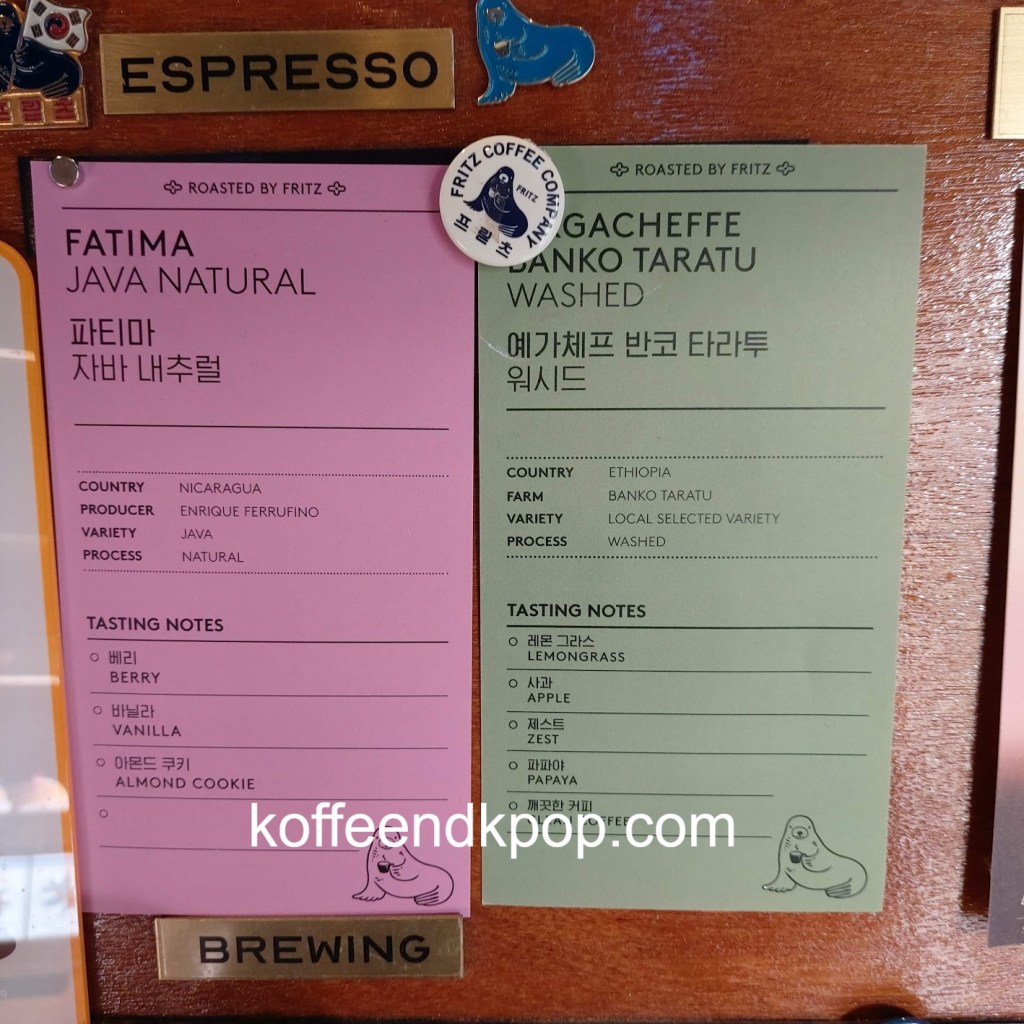 ESPRESSO
프릳츠
FRITZ COFFEE COMPANY
FRITZ
프릳츠
ROASTED BY FRITZ
FATIMA
JAVA NATURAL
파티마
자바 내추럴
COUNTRY NICARAGUA
PRODUCER ENRIQUE FERRUFINO
VARIETY JAVA
PROCESS NATURAL
TASTING NOTES
베리
BERRY
바닐라
VANILLA
아몬드 쿠키
ALMOND COOKIE
ROASTED BY FRITZ
BANKO TARATU
WASHED
예가체프 반코 타라투
워시드
COUNTRY ETHIOPIA
FARM BANKO TARATU
VARIETY LOCAL SELECTED VARIETY
PROCESS WASHED
TASTING NOTES
레몬 그라스
LEMONGRASS
사과
APPLE
제스트
ZEST
파파야
PAPAYA
깨끗한 커피
CLEAN COFFEE
koffeendkpop.com
BREWING